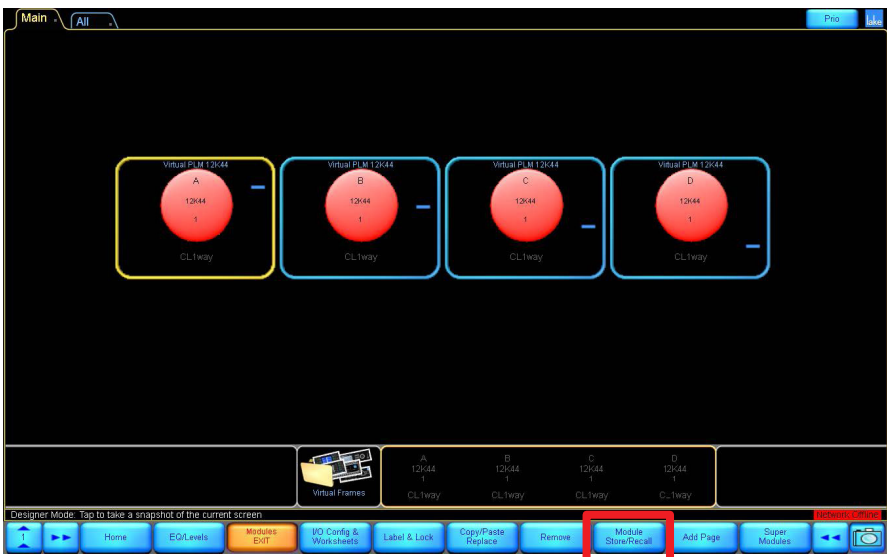 Main
All
Prio
lake
Virtual PLM 12K44
Virtual PLM 12K44
Virtual PLM 12K44
Virtual PLM 12K44
A
B
C
D
12K44
12K44
12K44
12K44
1
1
1
1
CL1way
CL1way
CL1way
CL1way
A
B
C
D
12K44
12K44
12K44
12K44
1
1
1
1
CL1way
CL1way
CL1way
CL1way
Virtual Frames
Designer Mode: Tap to take a snapshot of the current screen
Network Offline
1
Home
EQ/Levels
Modules
EXIT
I/O Config &
Worksheets
Label & Lock
Copy/Paste
Replace
Remove
Module
Store/Recall
Add Page
Super
Modules